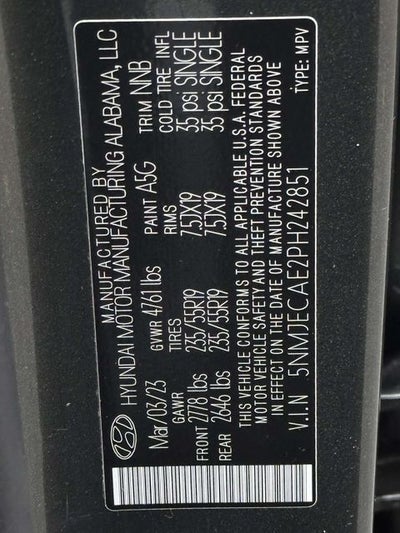 MANUFACTURED BY
HYUNDAI MOTOR MANUFACTURING ALABAMA, LLC
Mar/03/23 GVWR 4761 lbs PAINT A5G TRIM NNB
GAWR TIRES RIMS COLD TIRE INFL
FRONT 2778 lbs 235/55R19 7.5JX19 35 psi SINGLE
REAR 2646 lbs 235/55R19 7.5JX19 35 psi SINGLE
THIS VEHICLE CONFORMS TO ALL APPLICABLE U.S.A. FEDERAL
MOTOR VEHICLE SAFETY AND THEFT PREVENTION STANDARDS
IN EFFECT ON THE DATE OF MANUFACTURE SHOWN ABOVE
V.I.N 5NMJECAE2PH242851 TYPE: MPV